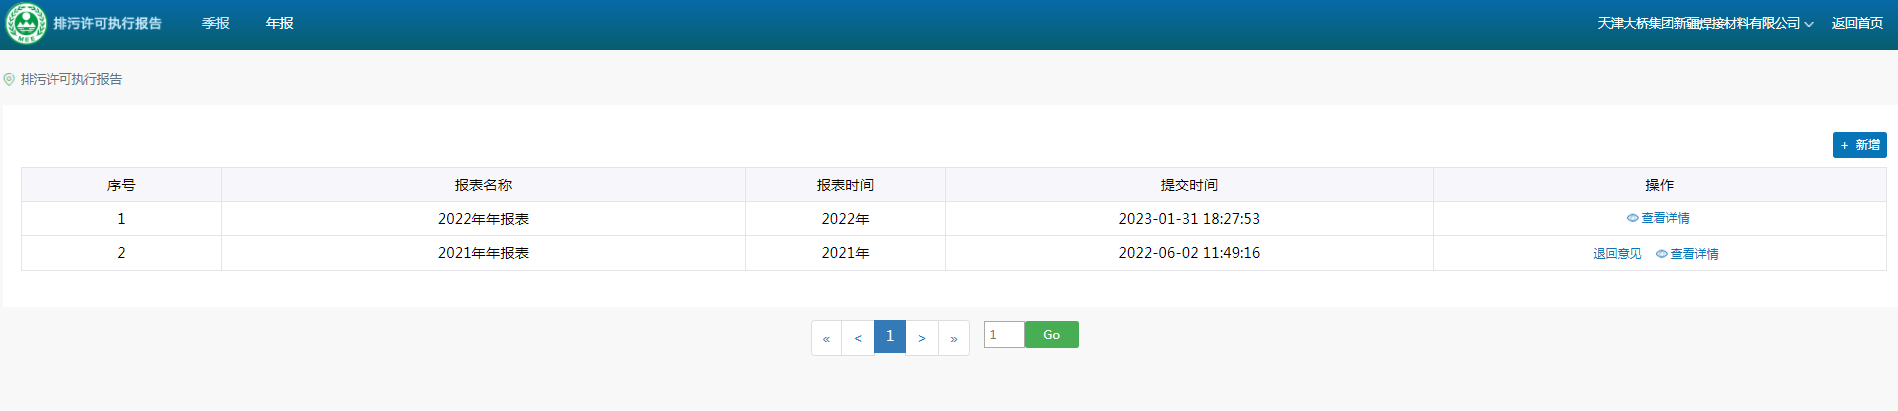 排污许可执行报告 季报 年报 天津大桥集团新疆焊接材料有限公司 返回首页
MEE
排污许可执行报告
+ 新增
序号 报表名称 报表时间 提交时间 操作
1 2022年年报表 2022年 2023-01-31 18:27:53 查看详情
2 2021年年报表 2021年 2022-06-02 11:49:16 退回意见 查看详情
« < 1 > » 1 Go